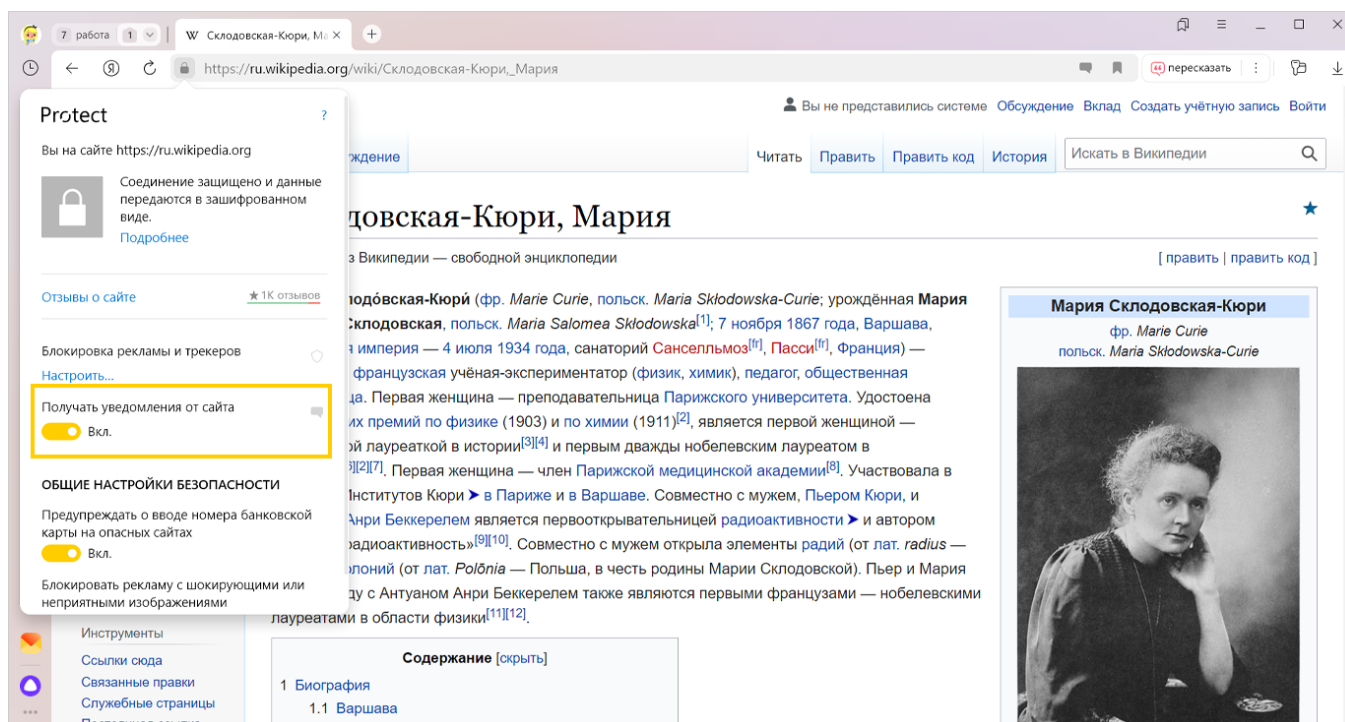 7 работа 1
W Склодовская-Кюри, Ма
https://ru.wikipedia.org/wiki/Склодовская-Кюри,_Мария
пересказать
Protect ?
Вы на сайте https://ru.wikipedia.org
Соединение защищено и данные
передаются в зашифрованном
виде.
Подробнее
Отзывы о сайте
★ 1К отзывов
Блокировка рекламы и трекеров
Настроить...
Получать уведомления от сайта
Вкл.
ОБЩИЕ НАСТРОЙКИ БЕЗОПАСНОСТИ
Предупреждать о вводе номера банковской
карты на опасных сайтах
Вкл.
Блокировать рекламу с шокирующими или
неприятными изображениями
Инструменты
Ссылки сюда
Связанные правки
Служебные страницы
Вы не представились системе Обсуждение Вклад Создать учётную запись Войти
ждение
Читать Править Править код История
Искать в Википедии
довская-Кюри, Мария
з Википедии — свободной энциклопедии
[ править | править код ]
лодо́вская-Кюри́ (фр. Marie Curie, польск. Maria Skłodowska-Curie; урождённая Мария
Склодовская, польск. Maria Salomea Skłodowska[1]; 7 ноября 1867 года, Варшава,
империя — 4 июля 1934 года, санаторий Санселльмоз[fr], Пасси[fr], Франция) —
французская учёная-экспериментатор (физик, химик), педагог, общественная
ца. Первая женщина — преподавательница Парижского университета. Удостоена
их премий по физике (1903) и по химии (1911)[2], является первой женщиной —
ой лауреаткой в истории[3][4] и первым дважды нобелевским лауреатом в
][2][7]. Первая женщина — член Парижской медицинской академии[8]. Участвовала в
Институтов Кюри ➤ в Париже и в Варшаве. Совместно с мужем, Пьером Кюри, и
Анри Беккерелем является первооткрывательницей радиоактивности ➤ и автором
радиоактивность»[9][10]. Совместно с мужем открыла элементы радий (от лат. radius —
олоний (от лат. Polōnia — Польша, в честь родины Марии Склодовской). Пьер и Мария
ду с Антуаном Анри Беккерелем также являются первыми французами — нобелевскими
лауреатами в области физики[11][12].
Содержание [скрыть]
1 Биография
1.1 Варшава
Мария Склодовская-Кюри
фр. Marie Curie
польск. Maria Skłodowska-Curie